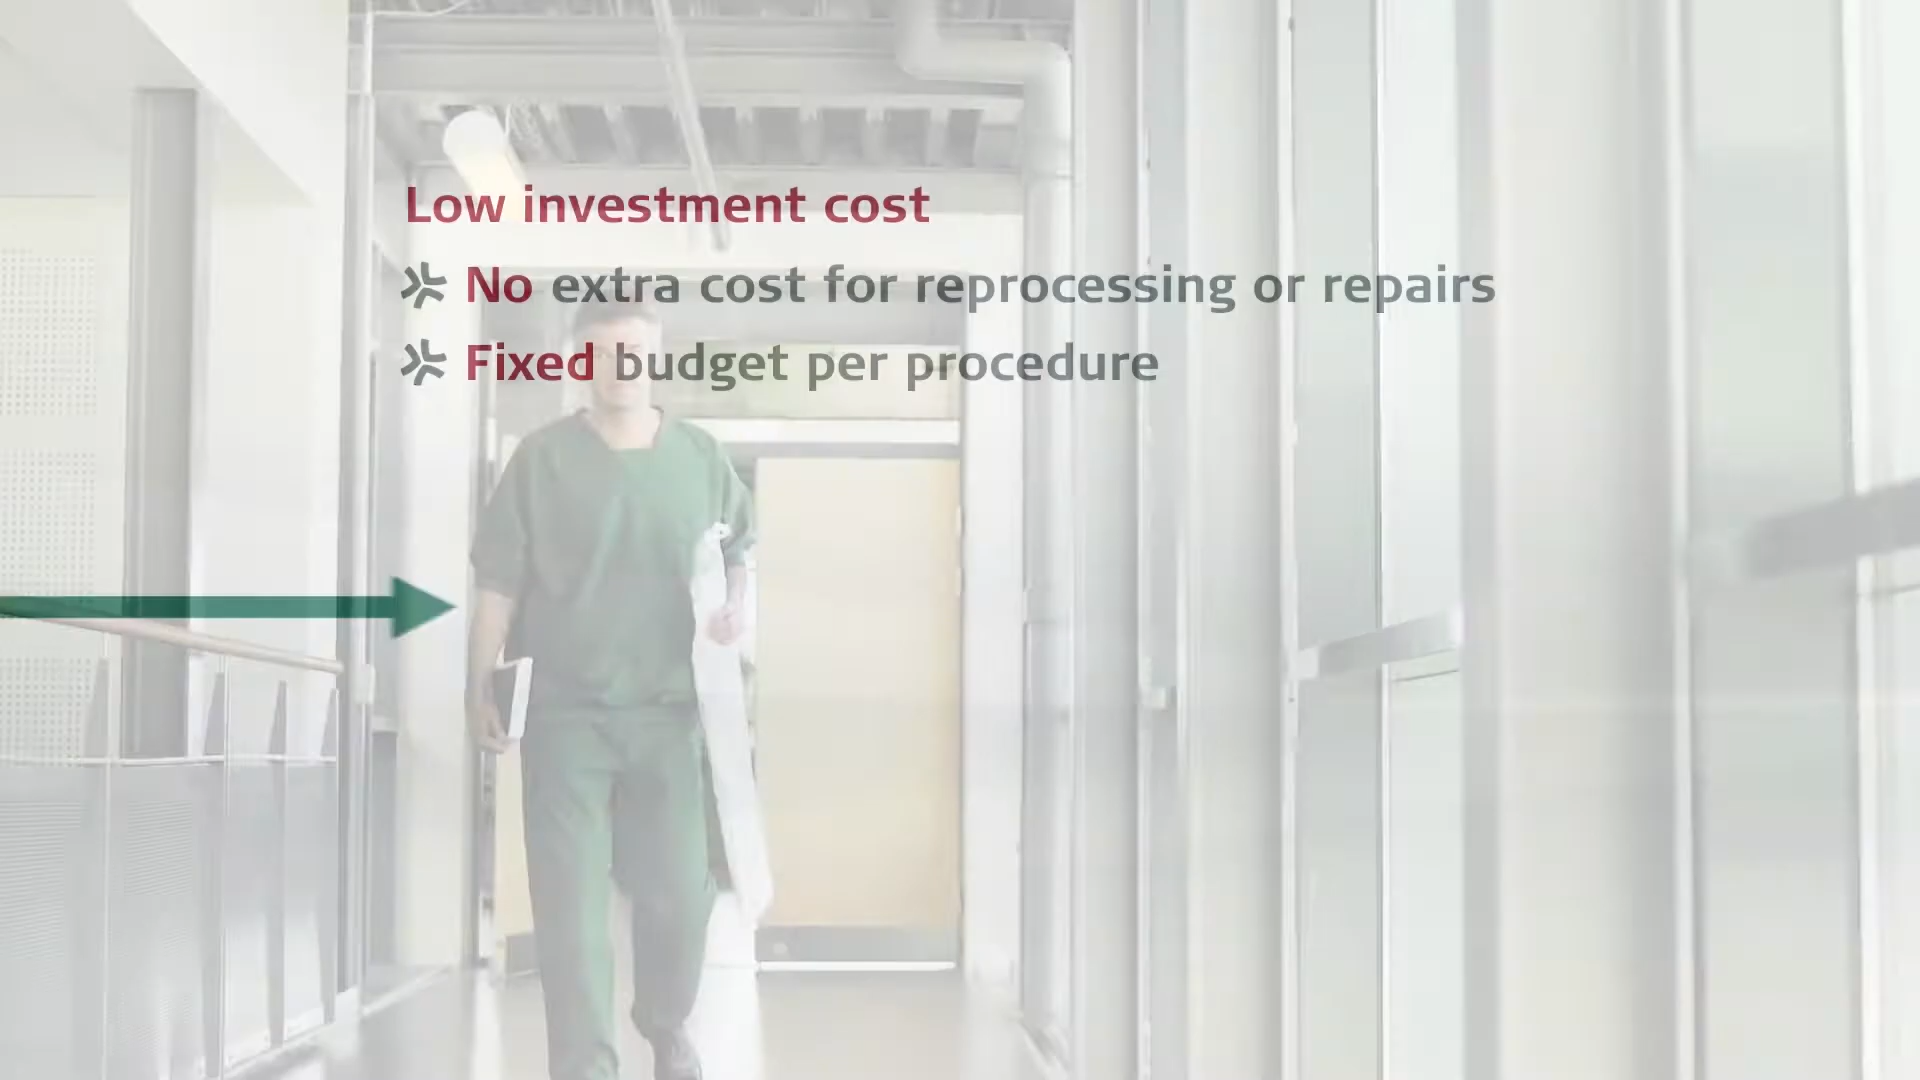 Low investment cost
No extra cost for reprocessing or repairs
Fixed budget per procedure